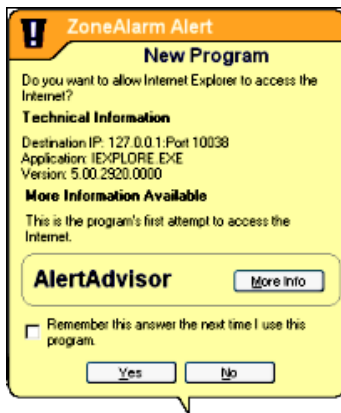 ZoneAlarm Alert
New Program
Do you want to allow Internet Explorer to access the
Internet?
Technical Information
Destination IP: 127.0.0.1:Port 10038
Application: IEXPLORE.EXE
Version: 5.00.2920.0000
More Information Available
This is the program's first attempt to access the
Internet.
AlertAdvisor
More Info
Remember this answer the next time I use this
program.
Yes
No